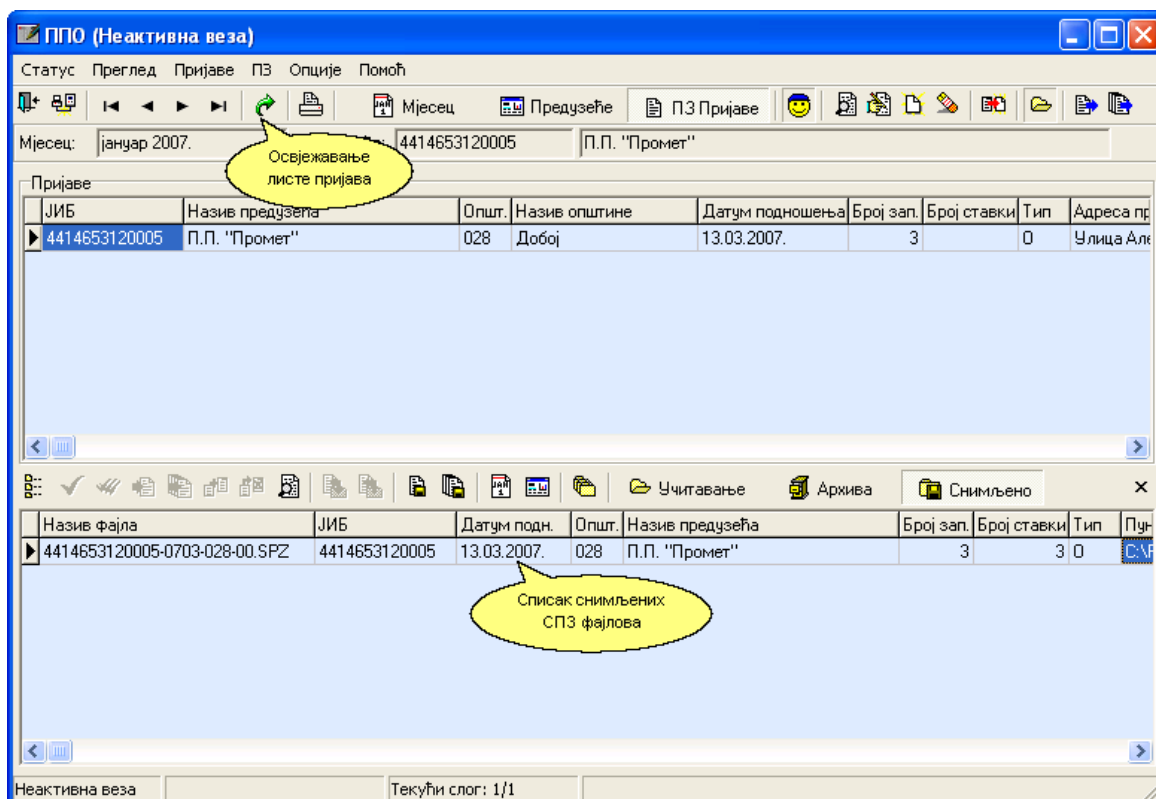 ППО (Неактивна веза)
Статус Преглед Пријаве ПЗ Опције Помоћ
Мјесец Предузеће ПЗ Пријаве
Мјесец: јануар 2007. 4414653120005 П.П. "Промет"
Освјежавање
листе пријава
Пријаве
ЈИБ Назив предузећа Општ. Назив општине Датум подношења Број зап. Број ставки Тип Адреса пр
4414653120005 П.П. "Промет" 028 Добој 13.03.2007. 3 О Улица Але
Учитавање Архива Снимљено
Назив фајла ЈИБ Датум подн. Општ. Назив предузећа Број зап. Број ставки Тип Пун
4414653120005-0703-028-00.SPZ 4414653120005 13.03.2007. 028 П.П. "Промет" 3 3 О C:\
Списак снимљених
СПЗ фајлова
Неактивна веза Текући слог: 1/1